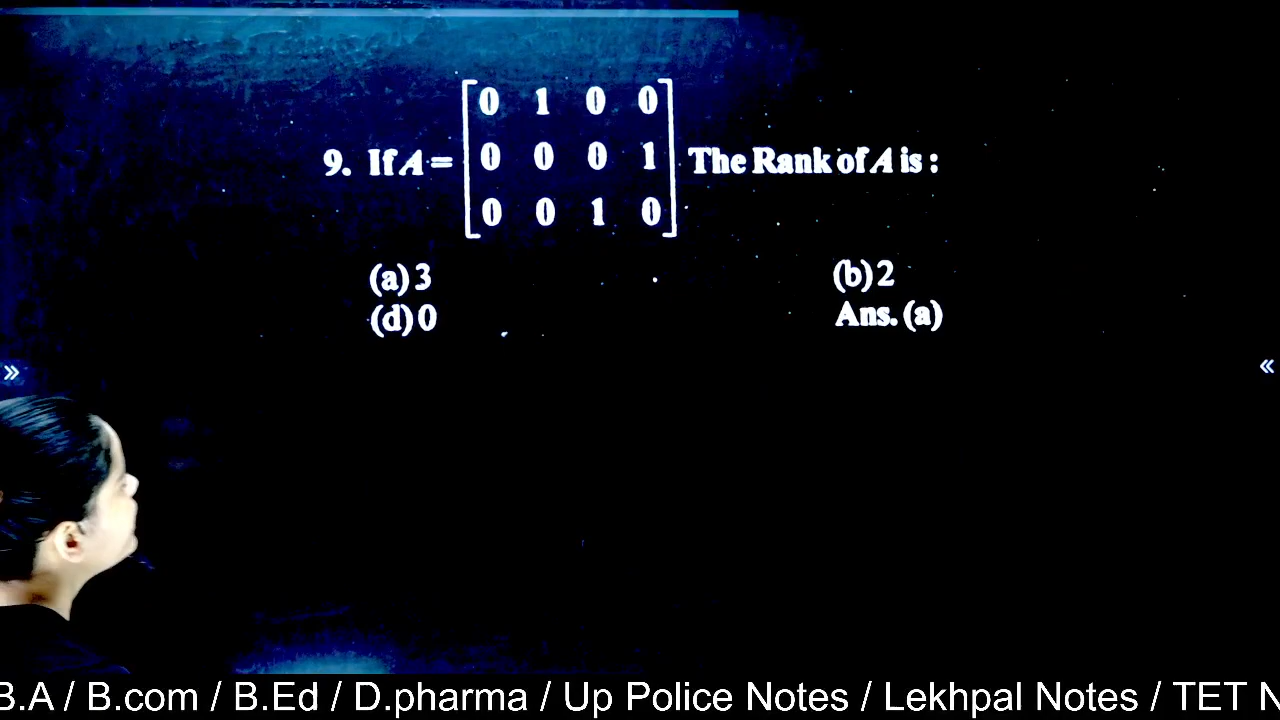 0 1 0 0
9. If A = 0 0 0 1 The Rank of A is :
0 0 1 0
(a) 3 (b) 2
(d) 0 Ans. (a)
» «
B.A / B.com / B.Ed / D.pharma / Up Police Notes / Lekhpal Notes / TET N